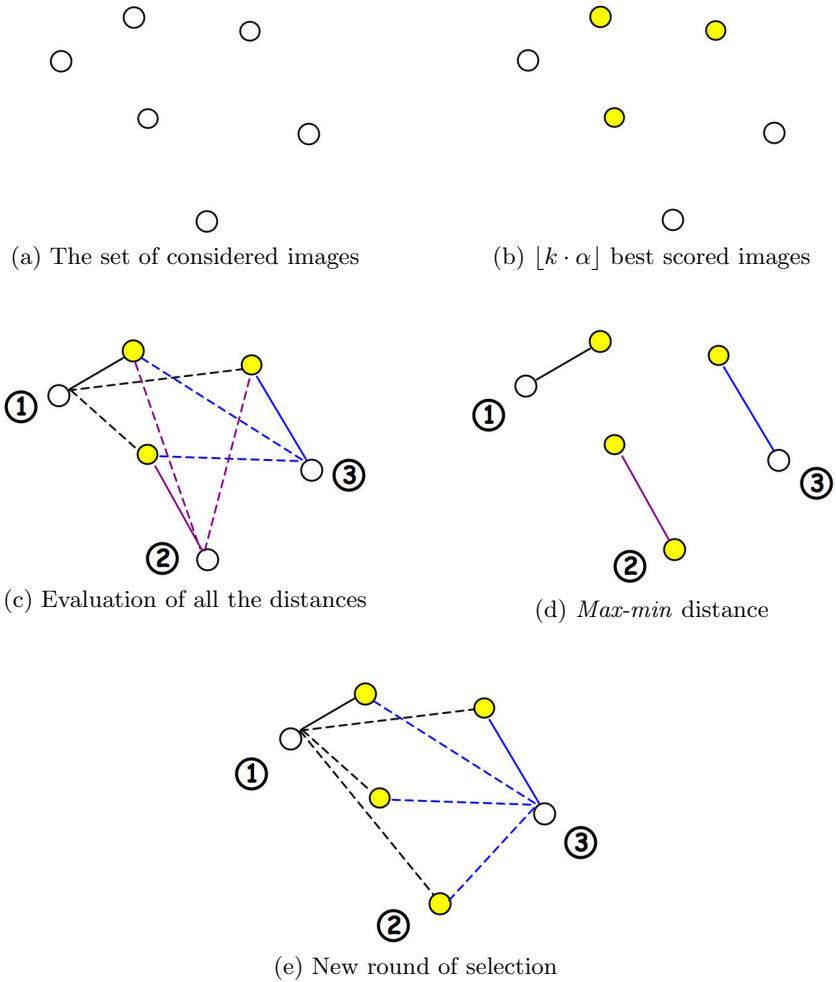 (a) The set of considered images
(b) ⌊k · α⌋ best scored images
1
2
3
(c) Evaluation of all the distances
1
2
3
(d) Max-min distance
1
2
3
(e) New round of selection